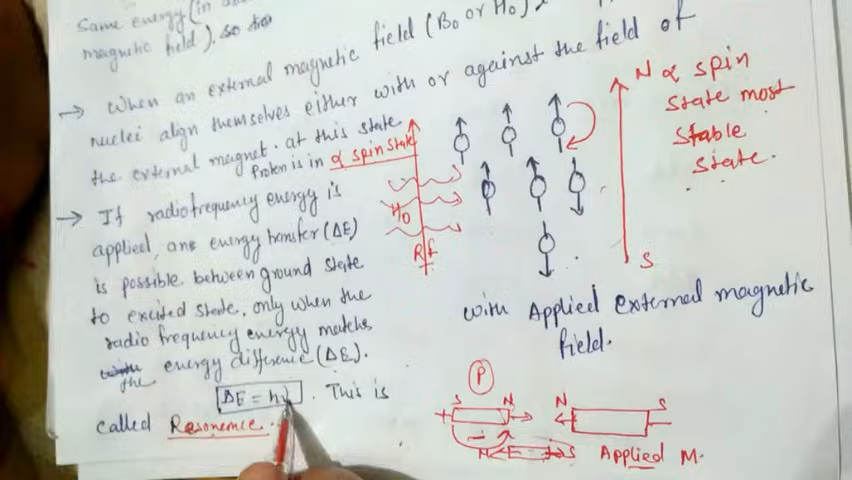 Same energy (in
magnetic field). so
→ When an external magnetic field (B₀ or H₀)
nuclei align themselves either with or against the field of
the external magnet. at this state
Proton is in α spin state
→ If radiofrequency energy is
applied, an energy transfer (ΔE)
is possible between ground state
to excited state, only when the
radio frequency energy matches
the energy difference (ΔE).
ΔE = hν. This is
called Resonence.
H₀
Rf
N α spin
state most
stable
state.
S
with Applied external magnetic
field.
P
S N N S
N S Applied M.